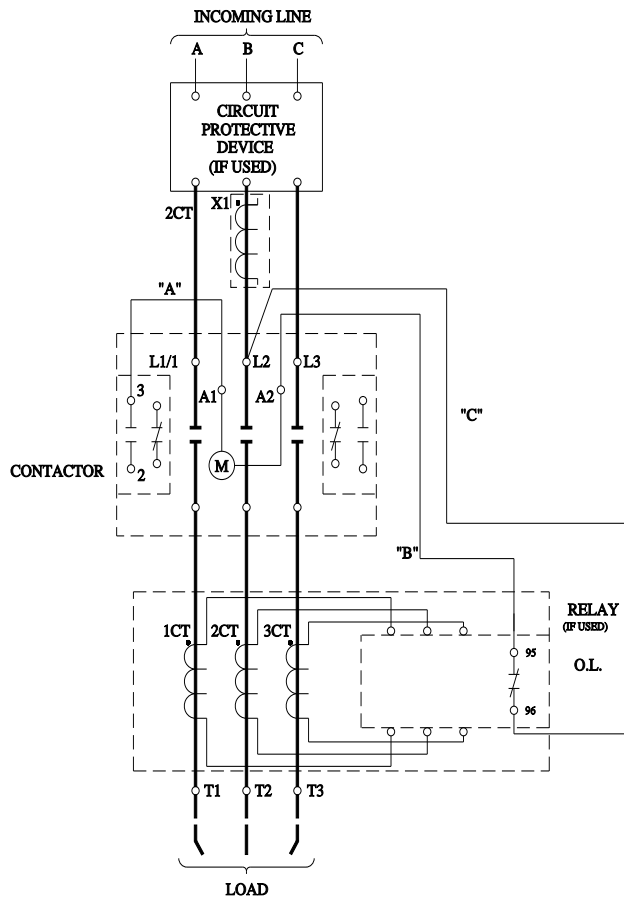 INCOMING LINE
A
B
C
CIRCUIT
PROTECTIVE
DEVICE
(IF USED)
2CT
X1
"A"
L1/1
L2
L3
3
A1
A2
"C"
M
2
CONTACTOR
"B"
RELAY
(IF USED)
1CT
2CT
3CT
95
O.L.
96
T1
T2
T3
LOAD